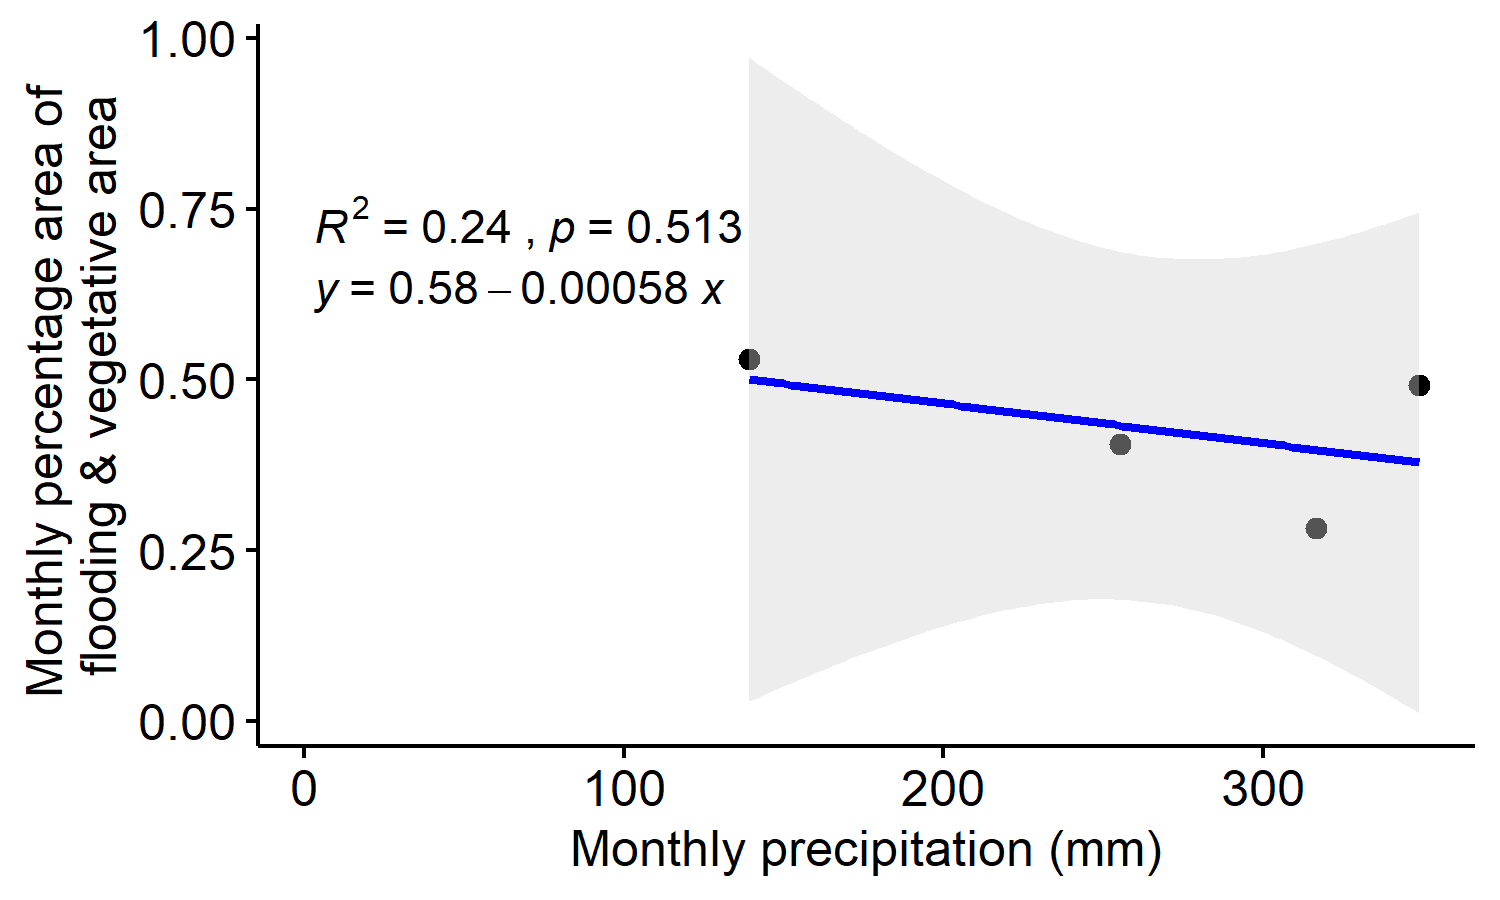 Monthly percentage area of
flooding & vegetative area
1.00
0.75
0.50
0.25
0.00
R² = 0.24 , p = 0.513
y = 0.58 – 0.00058 x
0 100 200 300
Monthly precipitation (mm)